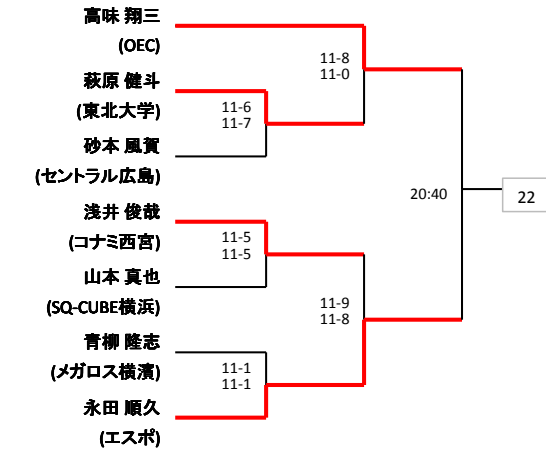 高味 翔三
(OEC)
11-8
11-0
萩原 健斗
(東北大学)
11-6
11-7
砂本 風賀
(セントラル広島)
20:40
22
浅井 俊哉
(コナミ西宮)
11-5
11-5
山本 真也
(SQ-CUBE横浜)
11-9
11-8
青柳 隆志
(メガロス横濱)
11-1
11-1
永田 順久
(エスポ)